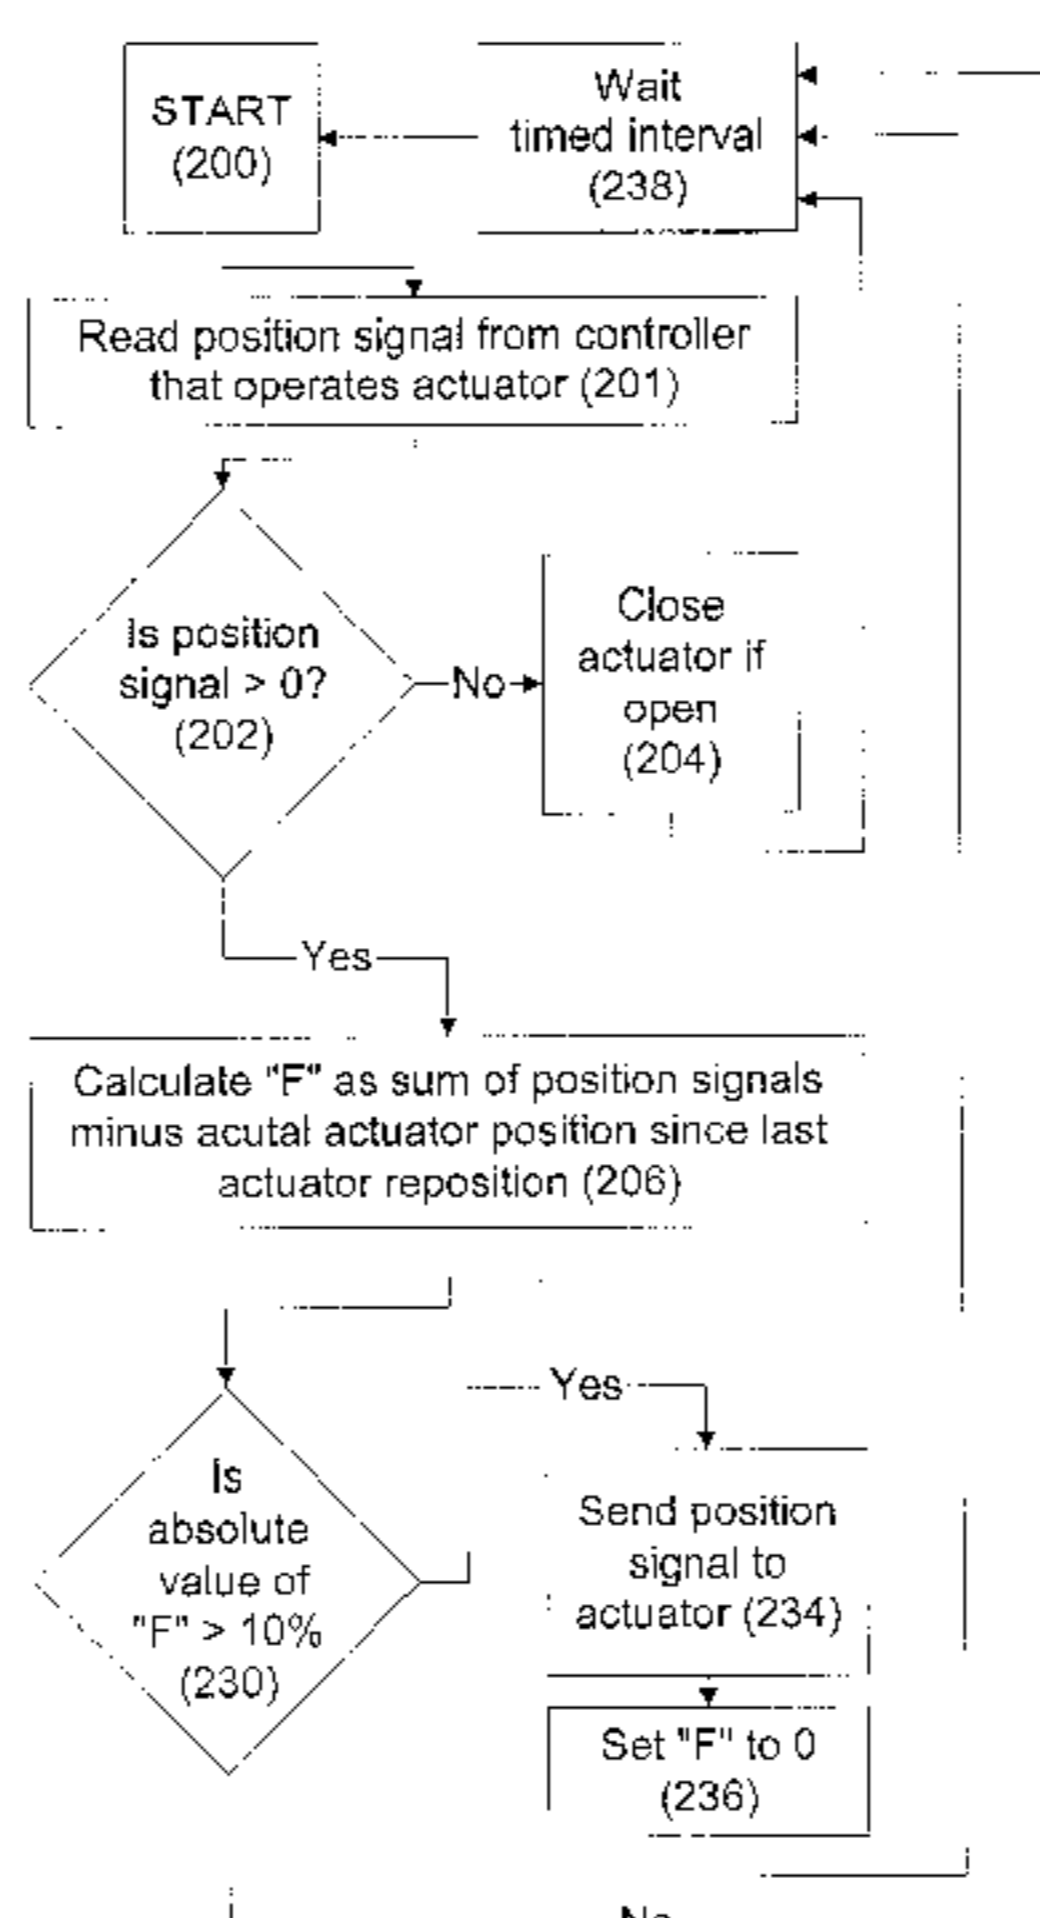 START
(200)
Wait
timed interval
(238)
Read position signal from controller
that operates actuator (201)
Is position
signal > 0?
(202)
No
Close
actuator if
open
(204)
Yes
Calculate "F" as sum of position signals
minus acutal actuator position since last
actuator reposition (206)
Yes
Is
absolute
value of
"F" > 10%
(230)
Send position
signal to
actuator (234)
Set "F" to 0
(236)
No